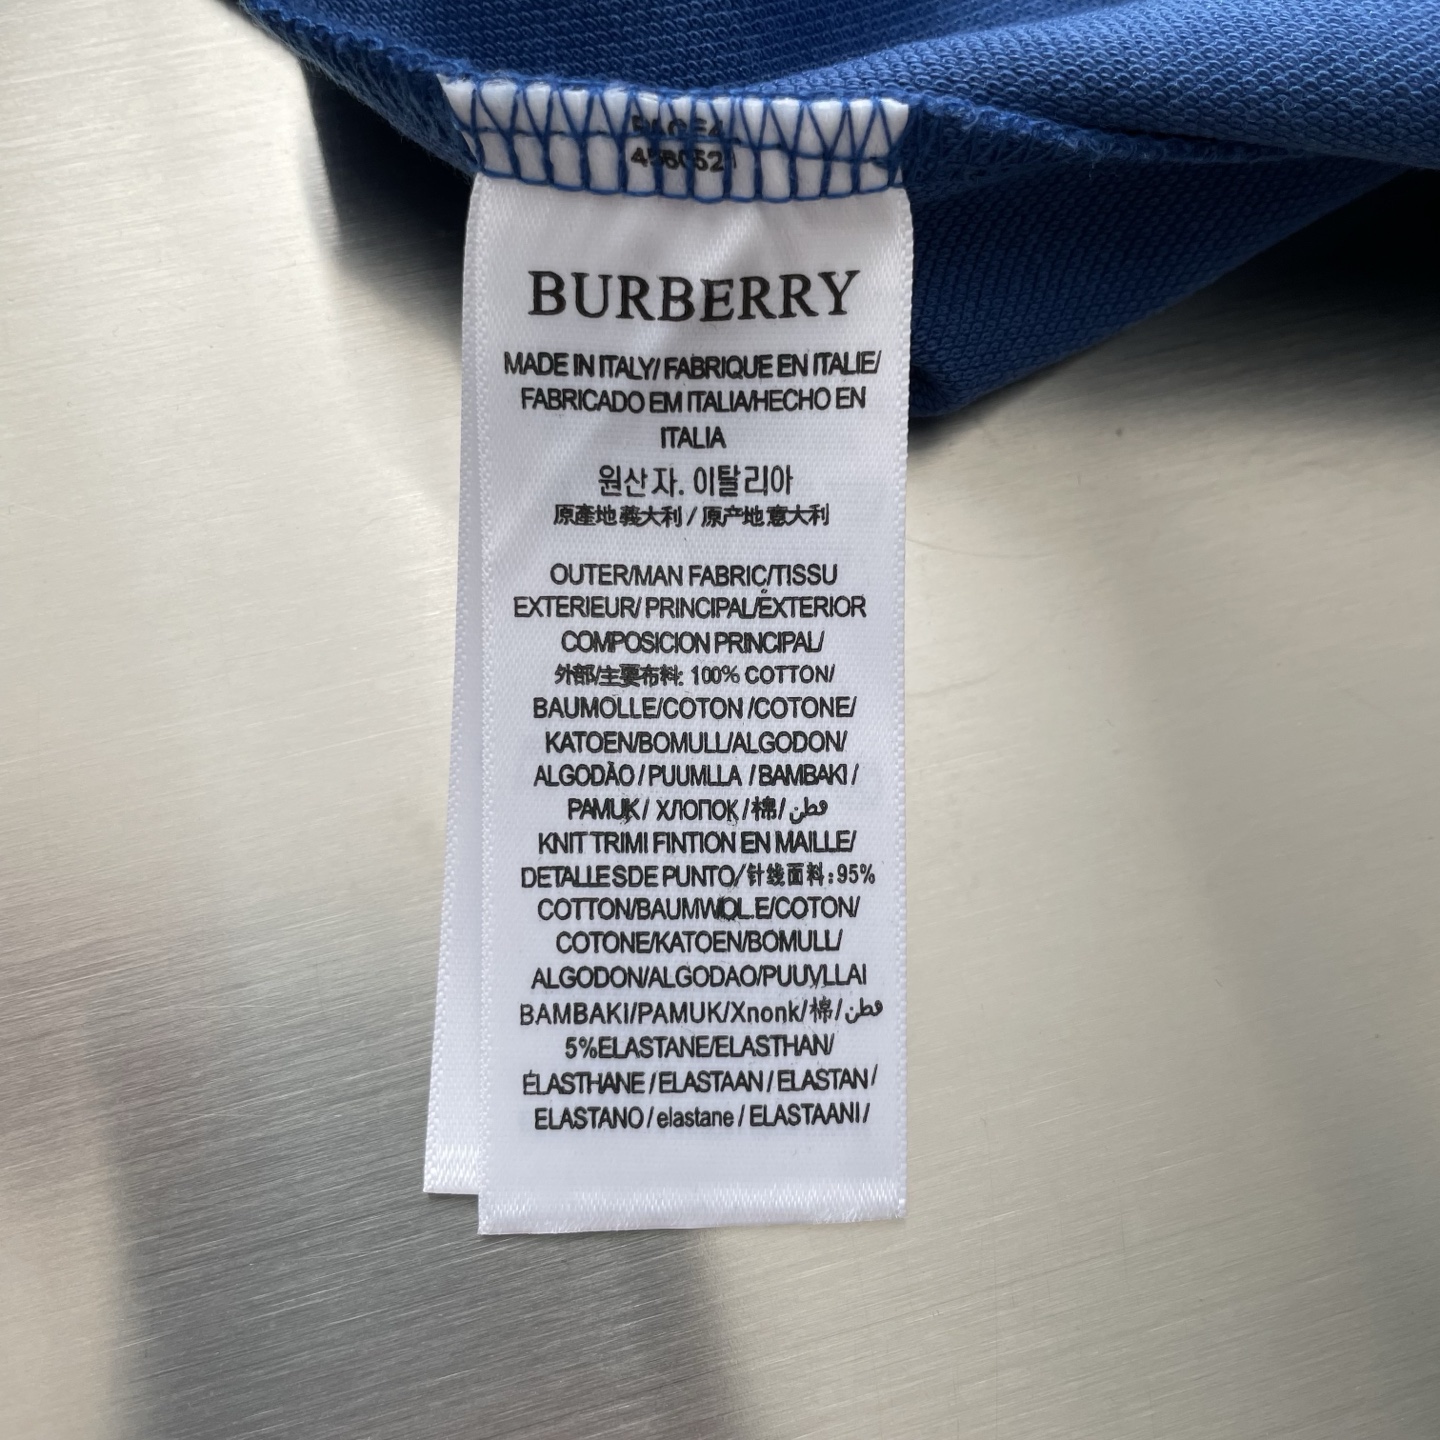 BURBERRY
MADE IN ITALY/ FABRIQUE EN ITALIE/
FABRICADO EM ITALIA/HECHO EN
ITALIA
원산자. 이탈리아
原產地義大利 / 原产地意大利
OUTER/MAN FABRIC/TISSU
EXTERIEUR/ PRINCIPAL/ÉXTERIOR
COMPOSICION PRINCIPAL/
外部/主要布料: 100% COTTON/
BAUMOLLE/COTON /COTONE/
KATOEN/BOMULL/ALGODON/
ALGODÃO / PUUMLLA / BAMBAKI /
PAMUK / ХЛОПОК / 棉 / قطن
KNIT TRIMI FINTION EN MAILLE/
DETALLESDE PUNTO/针线面料:95%
COTTON/BAUMWOL.E/COTON/
COTONE/KATOEN/BOMULL/
ALGODON/ALGODAO/PUUVLLAI
BAMBAKI/PAMUK/Xnonk/棉/قطن
5%ELASTANE/ELASTHAN/
ÉLASTHANE / ELASTAAN / ELASTAN /
ELASTANO / elastane / ELASTAANI /